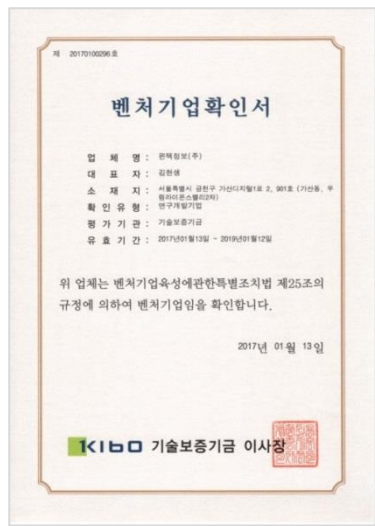 제 20170100296 호
벤처기업확인서
업 체 명 : 윈텍정보(주)
대 표 자 : 김현생
소 재 지 : 서울특별시 금천구 가산디지털1로 2, 901호 (가산동, 우
림라이온스밸리2차)
확 인 유 형 : 연구개발기업
평 가 기 관 : 기술보증기금
유 효 기 간 : 2017년01월13일 ~ 2019년01월12일
위 업체는 벤처기업육성에관한특별조치법 제25조의
규정에 의하여 벤처기업임을 확인합니다.
2017년 01월 13일
KIBO 기술보증기금 이사장